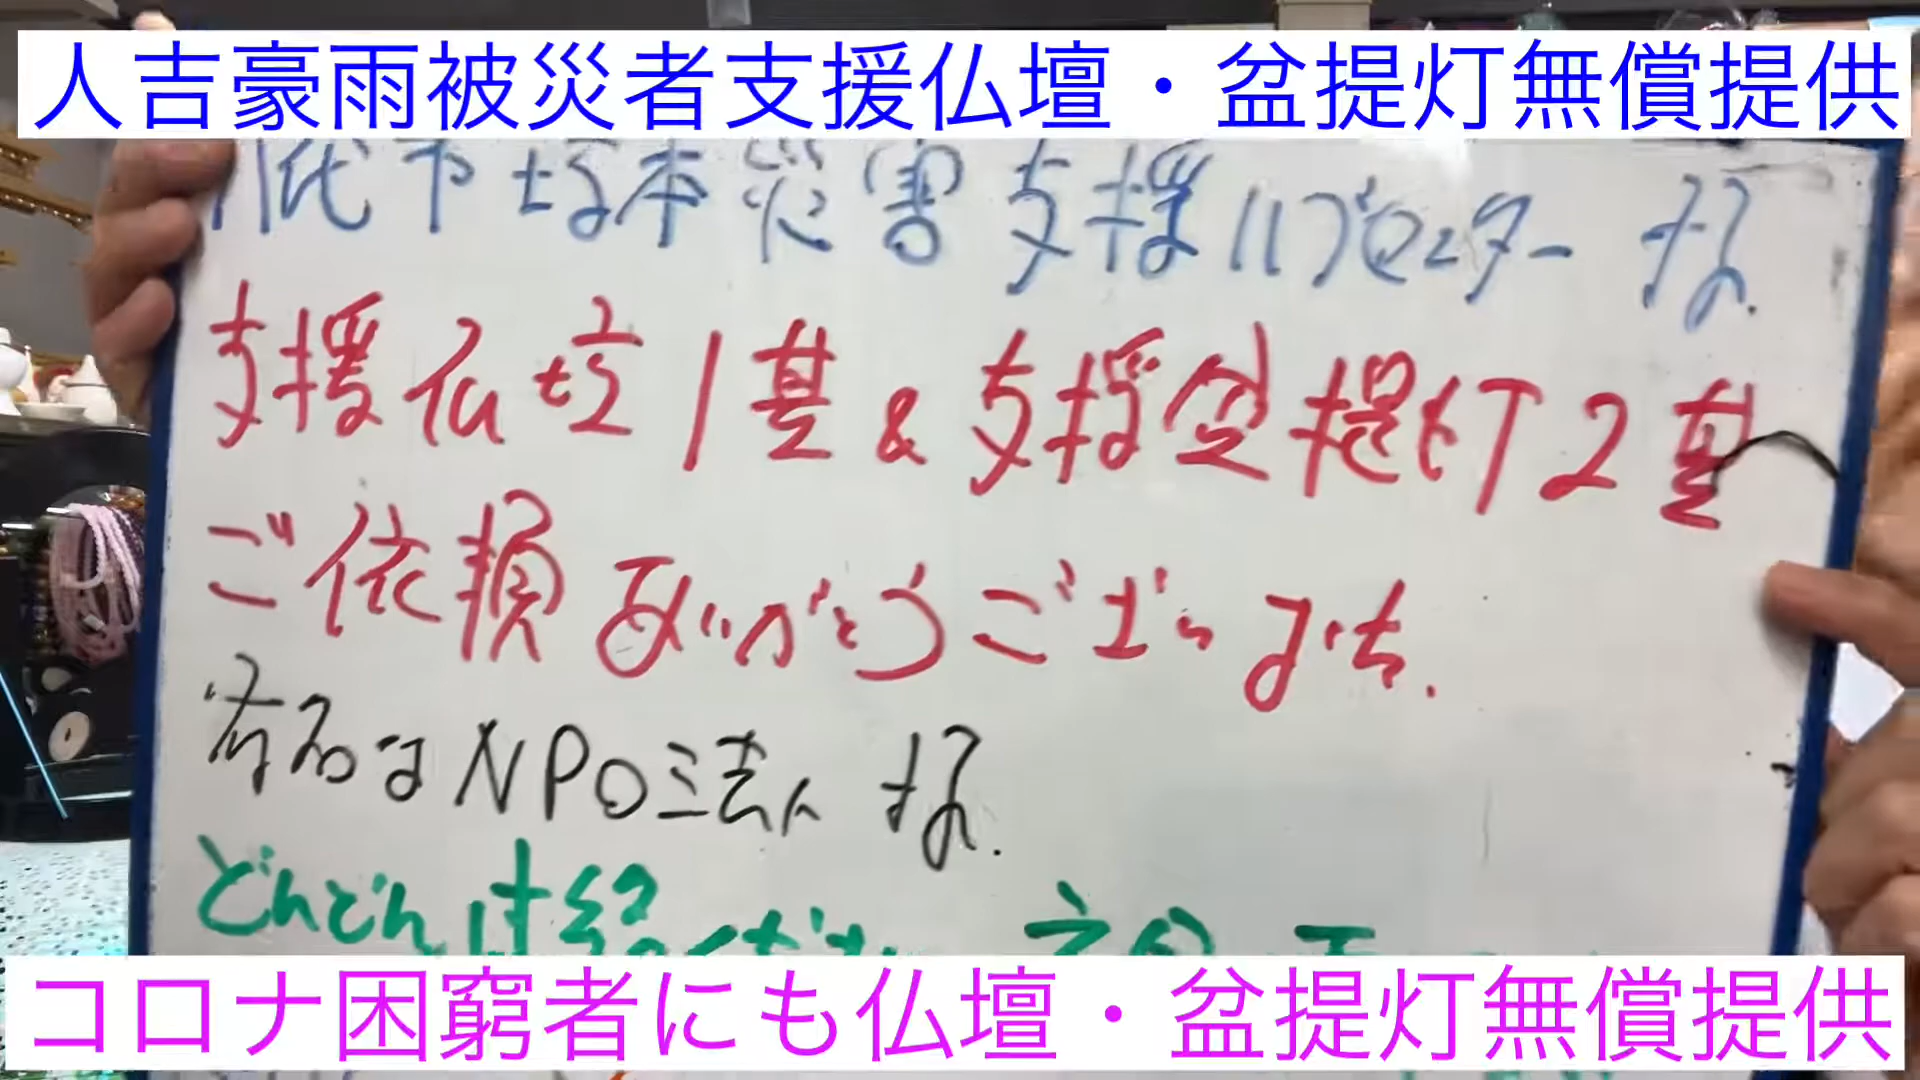 人吉豪雨被災者支援仏壇・盆提灯無償提供
八代市坂本災害支援ハブセンター 様.
支援仏壇1基&支援盆提灯2基
ご依頼ありがとうございます.
有名なNPO法人 様.
どんどん
コロナ困窮者にも仏壇・盆提灯無償提供